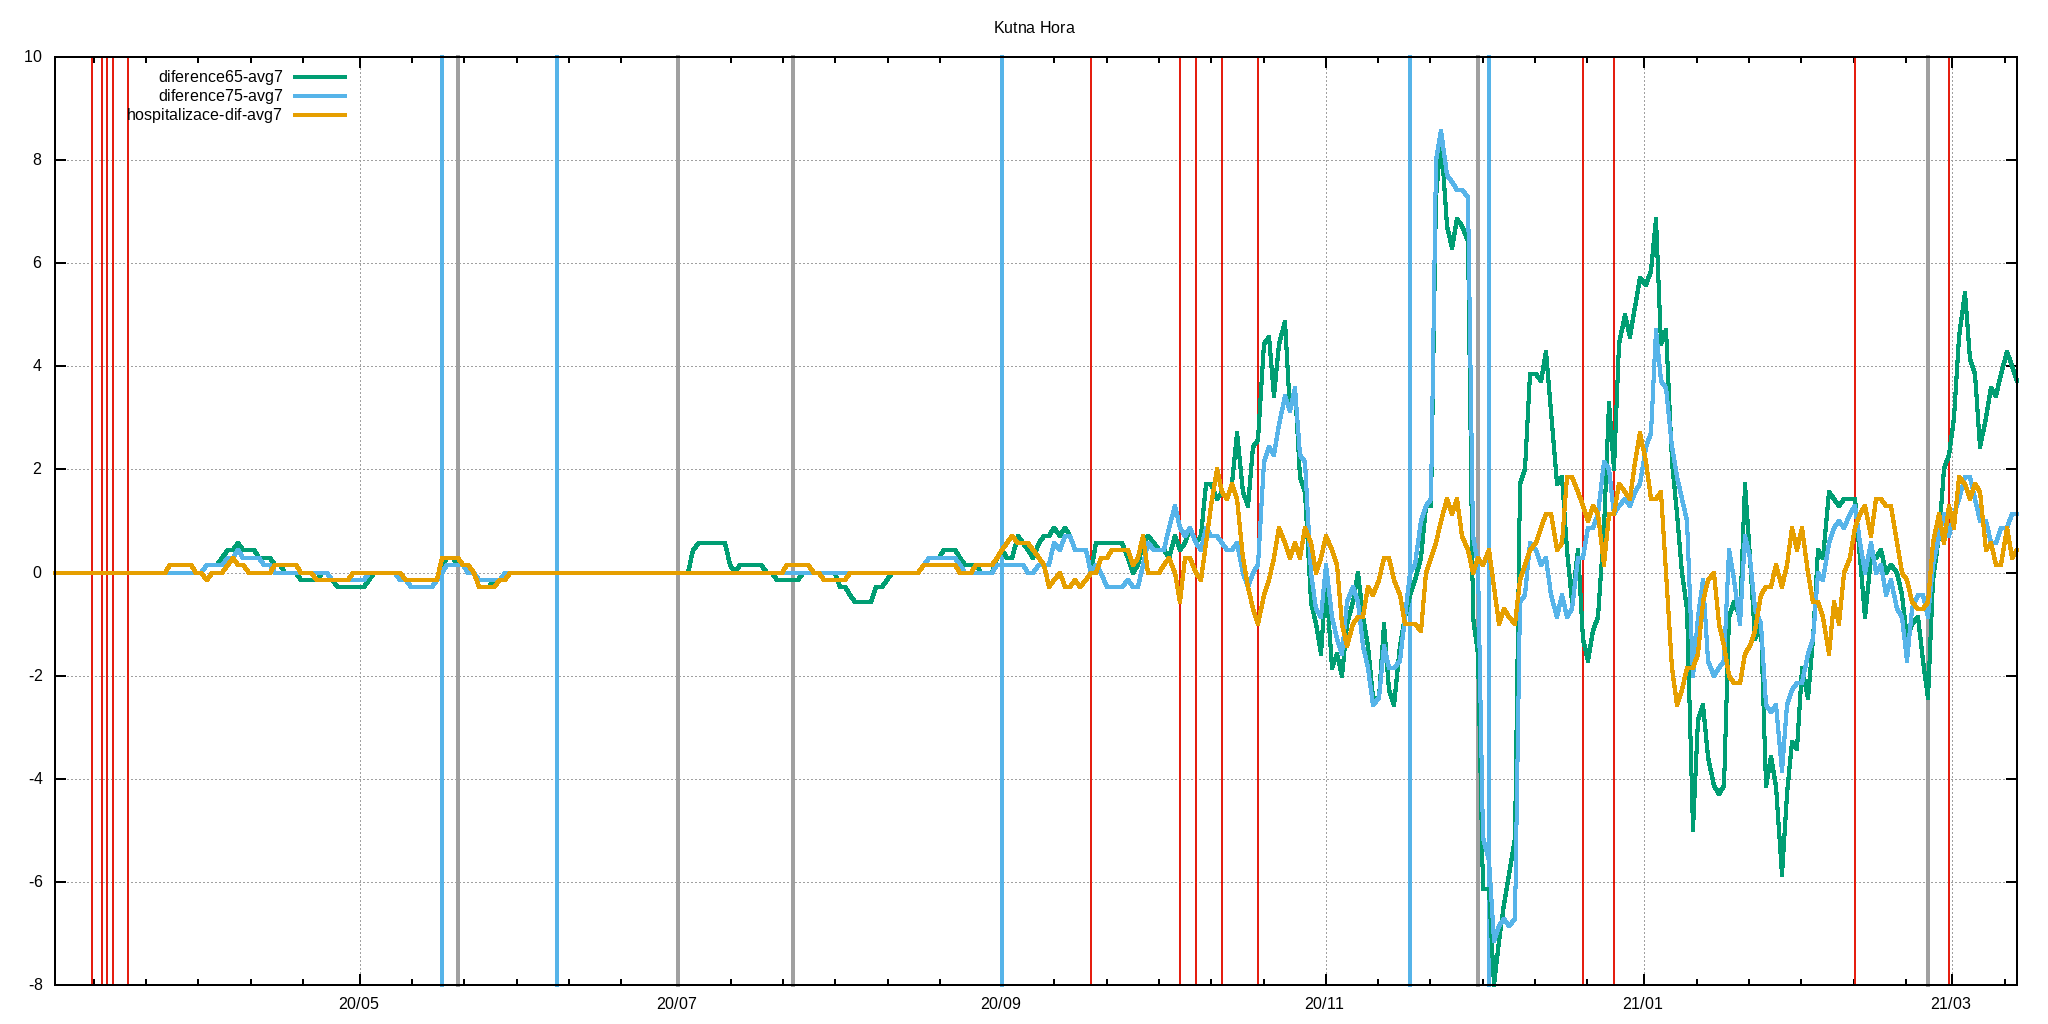 Kutna Hora
10
diference65-avg7
diference75-avg7
hospitalizace-dif-avg7
8
6
4
2
0
-2
-4
-6
-8
20/05 20/07 20/09 20/11 21/01 21/03